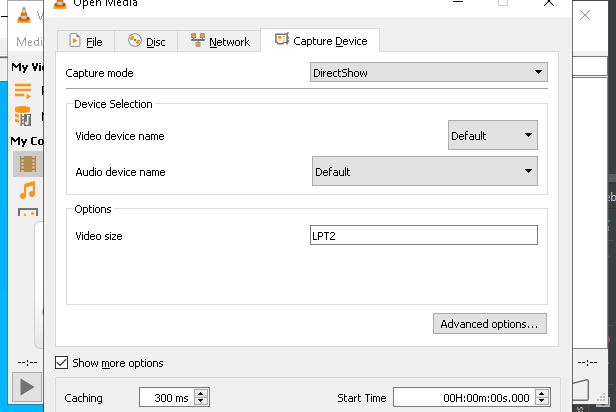 Open Media
V
Medi
File
Disc
Network
Capture Device
My Vi
Capture mode
DirectShow
Device Selection
Video device name
Default
My Co
Audio device name
Default
Options
Video size
LPT2
Advanced options...
--:--
Show more options
--:--
Caching
300 ms
Start Time
00H:00m:00s.000